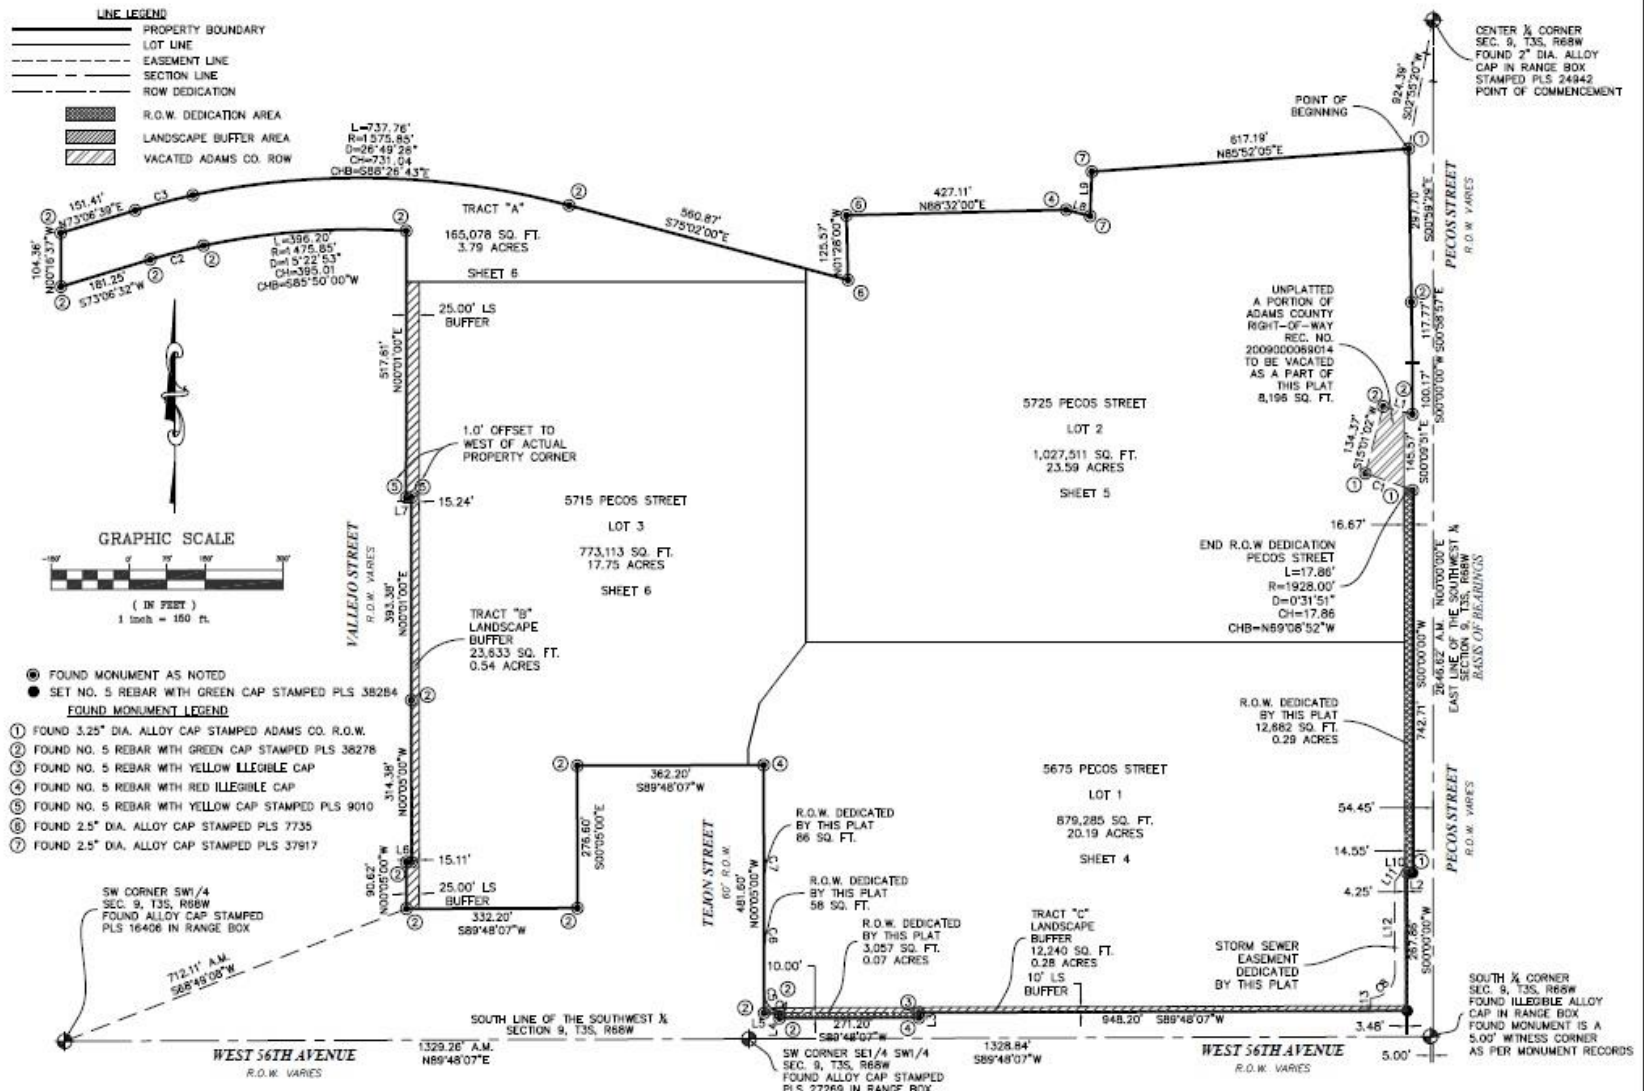 LINE LEGEND
PROPERTY BOUNDARY
LOT LINE
EASEMENT LINE
SECTION LINE
ROW DEDICATION
R.O.W. DEDICATION AREA
LANDSCAPE BUFFER AREA
VACATED ADAMS CO. ROW
CENTER ¼ CORNER
SEC. 9, T3S, R68W
FOUND 2" DIA. ALLOY
CAP IN RANGE BOX
STAMPED PLS 24942
POINT OF COMMENCEMENT
924.39'
S02°55'20"W
POINT OF
BEGINNING
617.19'
N85°52'05"E
L=737.76'
R=1575.85'
D=26°49'28"
CH=731.04
CHB=S88°26'43"E
151.41'
N73°06'39"E
C3
104.36'
N00°16'37"W
181.25'
S73°06'32"W
C2
L=396.20'
R=1475.85'
D=15°22'53"
CH=395.01
CHB=S85°50'00"W
TRACT "A"
165,078 SQ. FT.
3.79 ACRES
SHEET 6
560.87'
S75°02'00"E
125.57'
N01°28'00"W
427.11'
N88°32'00"E
L8
L9
297.70'
S00°59'29"E
PECOS STREET
R.O.W VARIES
117.77'
S00°58'57"E
100.17'
S00°00'00"W
UNPLATTED
A PORTION OF
ADAMS COUNTY
RIGHT-OF-WAY
REC. NO.
2009000069014
TO BE VACATED
AS A PART OF
THIS PLAT
8,196 SQ. FT.
L1
134.37'
S15°01'02"W
145.57'
S00°09'51"E
C1
25.00' LS
BUFFER
517.61'
N00°01'00"E
1.0' OFFSET TO
WEST OF ACTUAL
PROPERTY CORNER
15.24'
L7
5715 PECOS STREET
LOT 3
773,113 SQ. FT.
17.75 ACRES
SHEET 6
5725 PECOS STREET
LOT 2
1,027,511 SQ. FT.
23.59 ACRES
SHEET 5
16.67'
END R.O.W DEDICATION
PECOS STREET
L=17.86'
R=1928.00'
D=0°31'51"
CH=17.86
CHB=N69°08'52"W
GRAPHIC SCALE
-150' 0' 75' 150' 300'
( IN FEET )
1 inch = 150 ft.
VALLEJO STREET
R.O.W. VARIES
393.38'
N00°01'00"E
TRACT "B"
LANDSCAPE
BUFFER
23,633 SQ. FT.
0.54 ACRES
2646.62' A.M. N00°00'00"E
EAST LINE OF THE SOUTHWEST ¼
SECTION 9, T3S, R68W
BASIS OF BEARINGS
S00°00'00"W
742.71'
FOUND MONUMENT AS NOTED
SET NO. 5 REBAR WITH GREEN CAP STAMPED PLS 38284
FOUND MONUMENT LEGEND
1 FOUND 3.25" DIA. ALLOY CAP STAMPED ADAMS CO. R.O.W.
2 FOUND NO. 5 REBAR WITH GREEN CAP STAMPED PLS 38278
3 FOUND NO. 5 REBAR WITH YELLOW ILLEGIBLE CAP
4 FOUND NO. 5 REBAR WITH RED ILLEGIBLE CAP
5 FOUND NO. 5 REBAR WITH YELLOW CAP STAMPED PLS 9010
6 FOUND 2.5" DIA. ALLOY CAP STAMPED PLS 7735
7 FOUND 2.5" DIA. ALLOY CAP STAMPED PLS 37917
314.38'
N00°05'00"W
R.O.W. DEDICATED
BY THIS PLAT
12,682 SQ. FT.
0.29 ACRES
362.20'
S89°48'07"W
276.60'
S00°05'00"E
L6
15.11'
90.62'
N00°05'00"W
25.00' LS
BUFFER
332.20'
S89°48'07"W
5675 PECOS STREET
LOT 1
879,285 SQ. FT.
20.19 ACRES
SHEET 4
54.45'
14.55'
PECOS STREET
R.O.W. VARIES
L10
L11
L2
4.25'
L12
267.86'
S00°00'00"W
TEJON STREET
60' R.O.W.
481.60'
N00°05'00"W
R.O.W. DEDICATED
BY THIS PLAT
86 SQ. FT.
C7
R.O.W. DEDICATED
BY THIS PLAT
58 SQ. FT.
C6
R.O.W. DEDICATED
BY THIS PLAT
3,057 SQ. FT.
0.07 ACRES
10.00'
TRACT "C"
LANDSCAPE
BUFFER
12,240 SQ. FT.
0.28 ACRES
10' LS
BUFFER
STORM SEWER
EASEMENT
DEDICATED
BY THIS PLAT
C8
SW CORNER SW1/4
SEC. 9, T3S, R68W
FOUND ALLOY CAP STAMPED
PLS 16406 IN RANGE BOX
712.11' A.M.
S68°49'08"W
SOUTH LINE OF THE SOUTHWEST ¼
SECTION 9, T3S, R68W
C5
L5
L4
271.20'
S89°48'07"W
L3
948.20' S89°48'07"W
3.48'
SOUTH ¼ CORNER
SEC. 9, T3S, R68W
FOUND ILLEGIBLE ALLOY
CAP IN RANGE BOX
FOUND MONUMENT IS A
5.00' WITNESS CORNER
AS PER MONUMENT RECORDS
WEST 56TH AVENUE
R.O.W. VARIES
1329.26' A.M.
N89°48'07"E
SW CORNER SE1/4 SW1/4
SEC. 9, T3S, R68W
FOUND ALLOY CAP STAMPED
PLS 27269 IN RANGE BOX
1328.84'
S89°48'07"W
WEST 56TH AVENUE
R.O.W. VARIES
5.00'